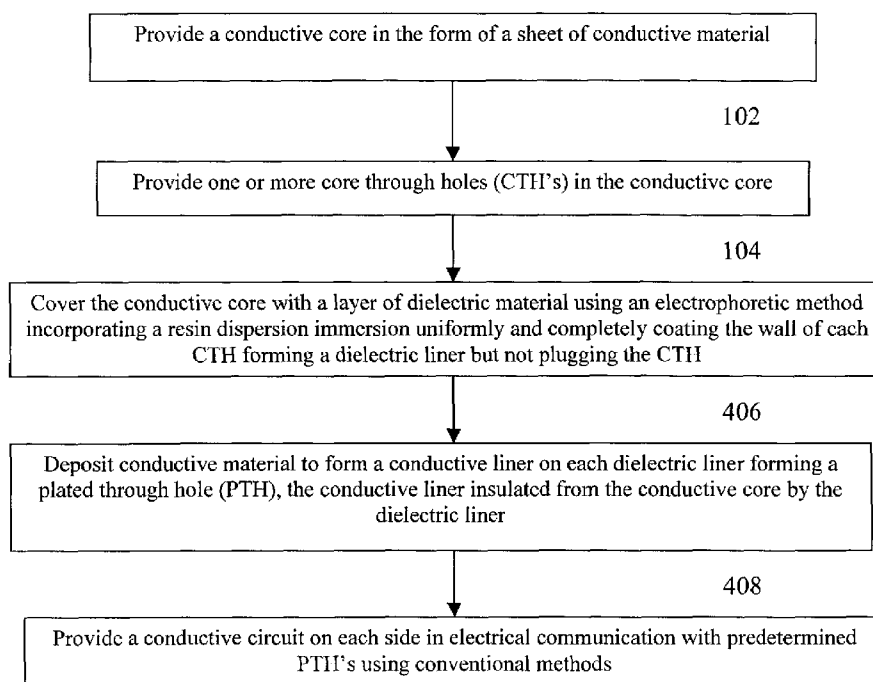 Provide a conductive core in the form of a sheet of conductive material
102
Provide one or more core through holes (CTH's) in the conductive core
104
Cover the conductive core with a layer of dielectric material using an electrophoretic method
incorporating a resin dispersion immersion uniformly and completely coating the wall of each
CTH forming a dielectric liner but not plugging the CTH
406
Deposit conductive material to form a conductive liner on each dielectric liner forming a
plated through hole (PTH), the conductive liner insulated from the conductive core by the
dielectric liner
408
Provide a conductive circuit on each side in electrical communication with predetermined
PTH's using conventional methods